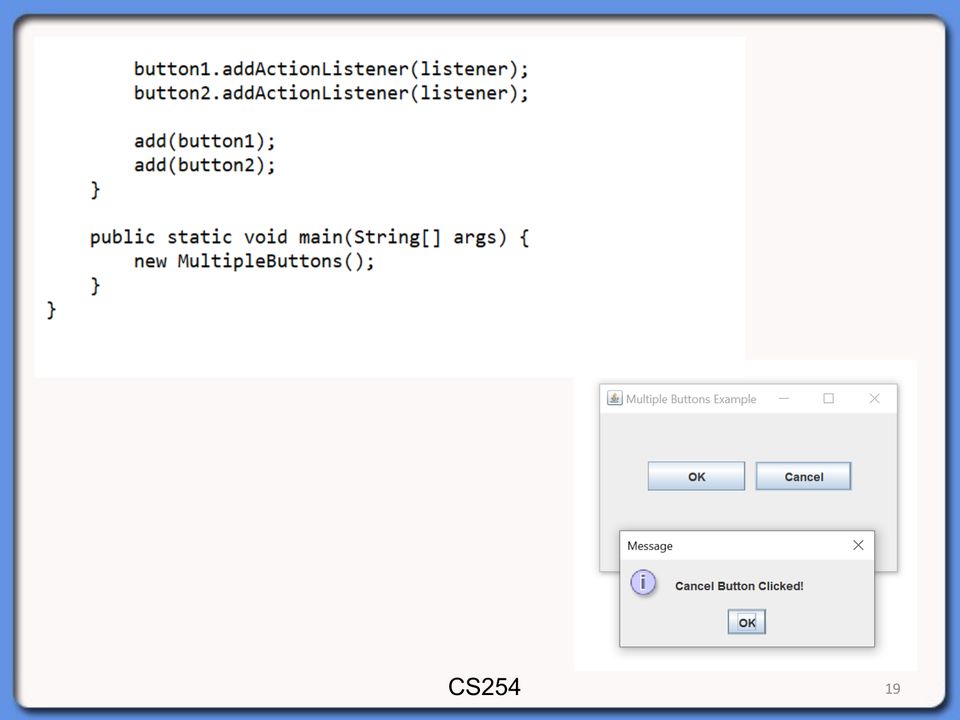 button1.addActionListener(listener);
button2.addActionListener(listener);
add(button1);
add(button2);
}
public static void main(String[] args) {
new MultipleButtons();
}
}
Multiple Buttons Example
OK Cancel
Message
i
Cancel Button Clicked!
OK
CS254
19